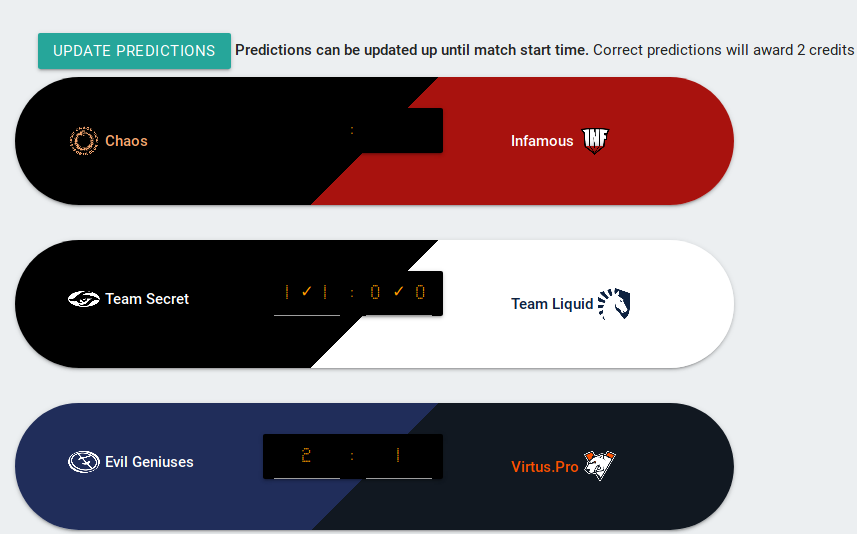 UPDATE PREDICTIONS Predictions can be updated up until match start time. Correct predictions will award 2 credits
Chaos : Infamous INF
Team Secret 1 ✓ 1 : 0 ✓ 0 Team Liquid
Evil Geniuses 2 : 1 Virtus.Pro